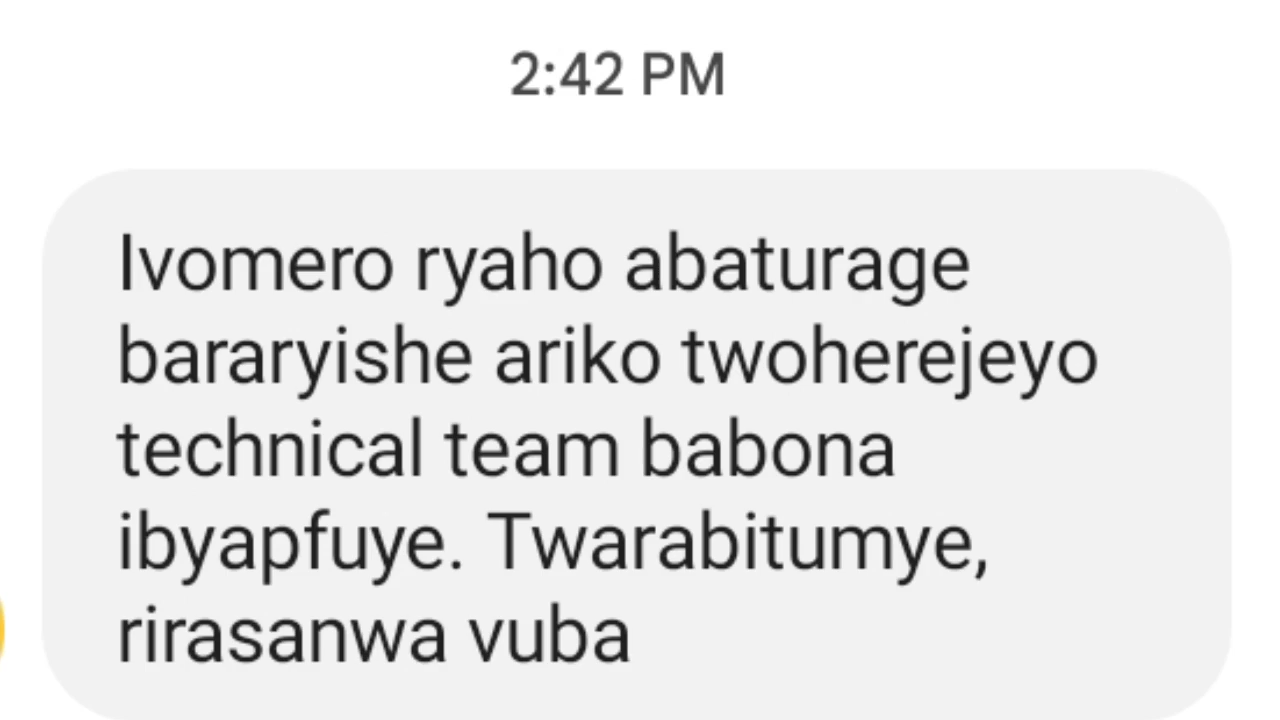 2:42 PM
Ivomero ryaho abaturage
bararyishe ariko twoherejeyo
technical team babona
ibyapfuye. Twarabitumye,
rirasanwa vuba